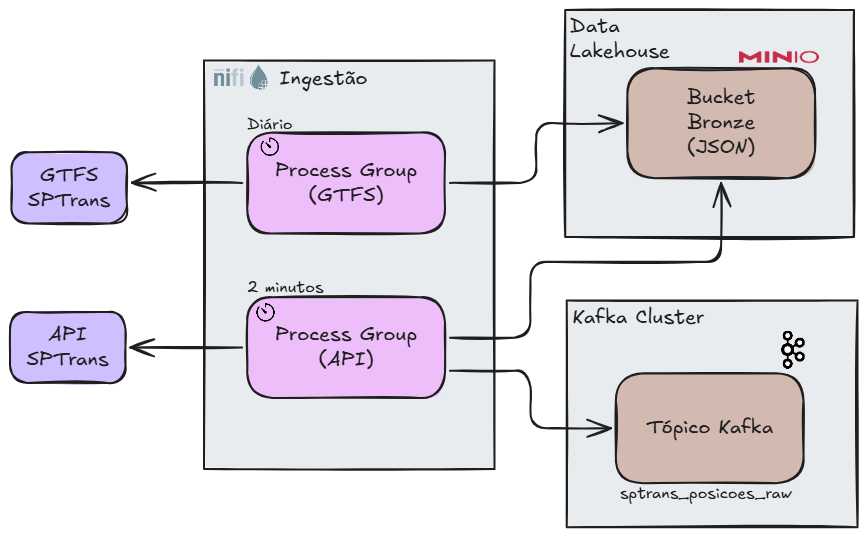 Data
Lakehouse
MINIO
nifi
Ingestão
Bucket
Bronze
(JSON)
Diário
Process Group
(GTFS)
GTFS
SPTrans
2 minutos
Process Group
(API)
API
SPTrans
Kafka Cluster
Tópico Kafka
sptrans_posicoes_raw